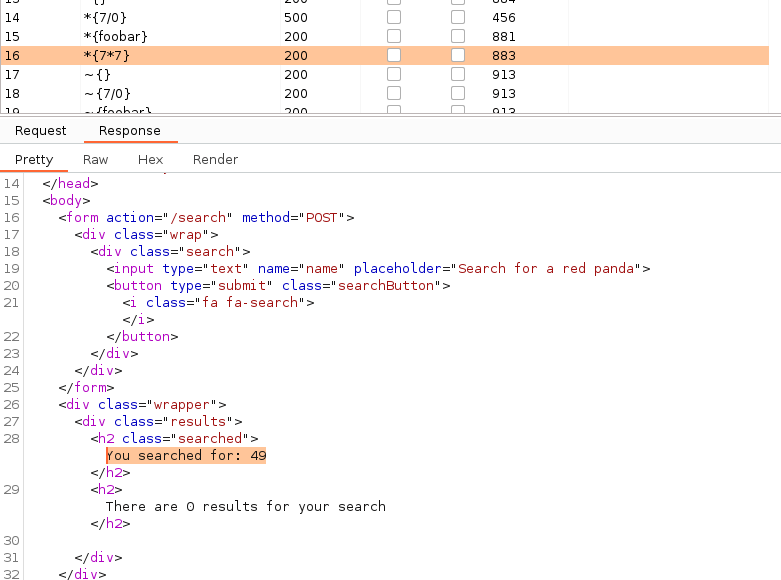 14 *{7/0} 500 456
15 *{foobar} 200 881
16 *{7*7} 200 883
17 ~{} 200 913
18 ~{7/0} 200 913
19 ~{foobar} 200 913
Request Response
Pretty Raw Hex Render
14 </head>
15 <body>
16 <form action="/search" method="POST">
17 <div class="wrap">
18 <div class="search">
19 <input type="text" name="name" placeholder="Search for a red panda">
20 <button type="submit" class="searchButton">
21 <i class="fa fa-search">
</i>
22 </button>
23 </div>
24 </div>
25 </form>
26 <div class="wrapper">
27 <div class="results">
28 <h2 class="searched">
You searched for: 49
</h2>
29 <h2>
There are 0 results for your search
</h2>
30
31 </div>
32 </div>